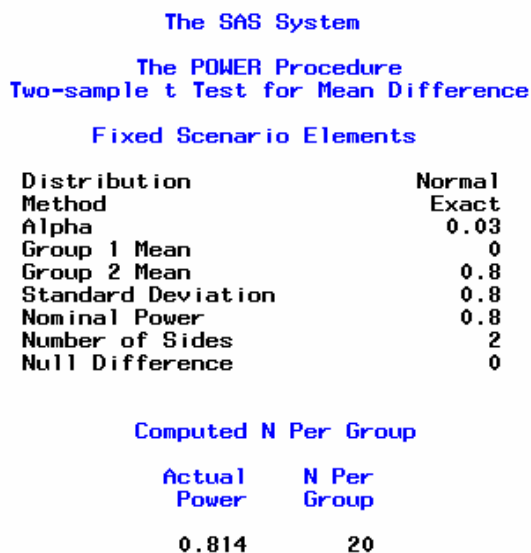 The SAS System
The POWER Procedure
Two-sample t Test for Mean Difference
Fixed Scenario Elements
Distribution Normal
Method Exact
Alpha 0.03
Group 1 Mean 0
Group 2 Mean 0.8
Standard Deviation 0.8
Nominal Power 0.8
Number of Sides 2
Null Difference 0
Computed N Per Group
Actual N Per
Power Group
0.814 20